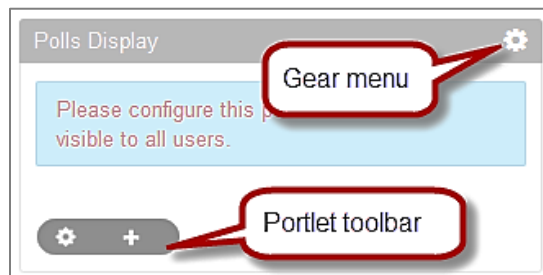 Polls Display
Gear menu
Please configure this
visible to all users.
Portlet toolbar